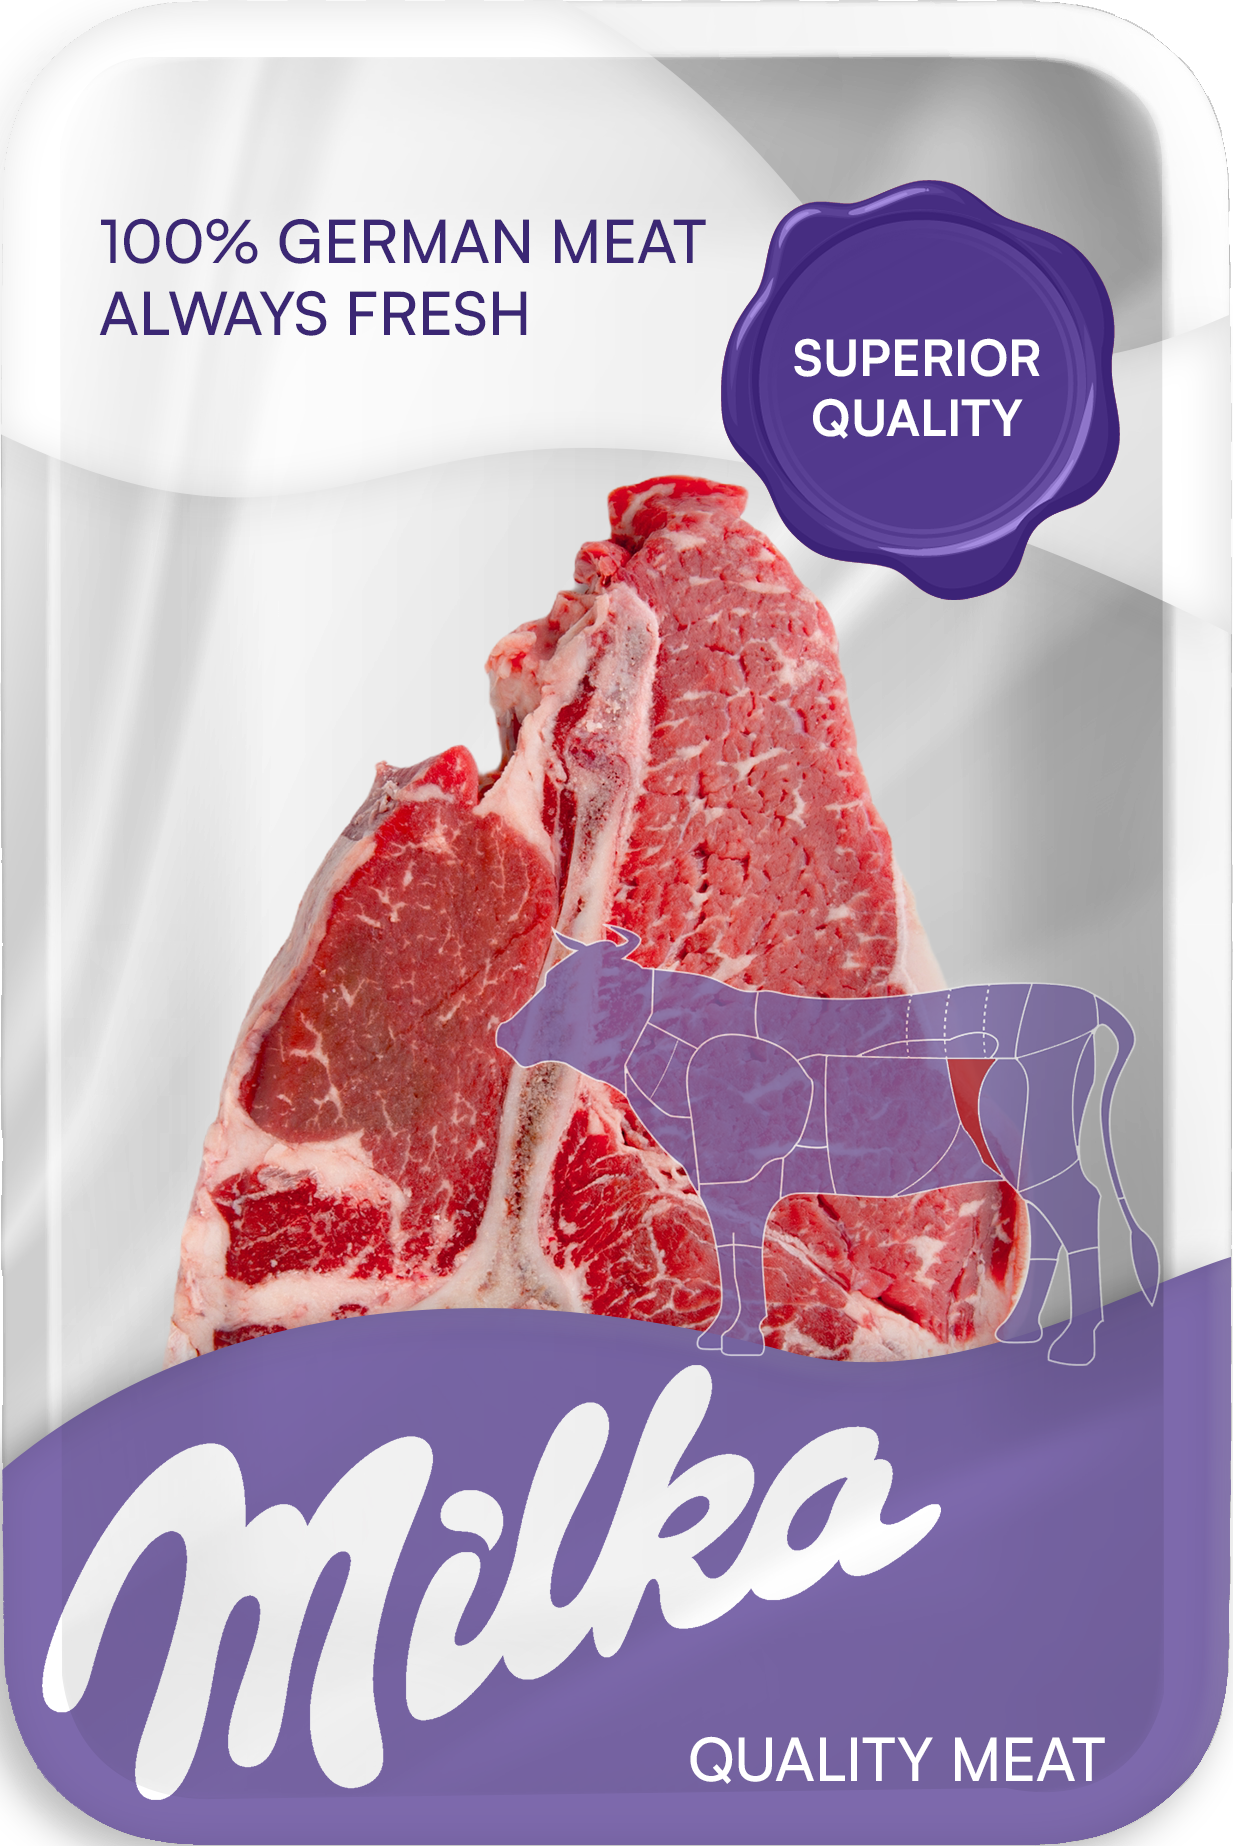 100% GERMAN MEAT
ALWAYS FRESH
SUPERIOR
QUALITY
Milka
QUALITY MEAT